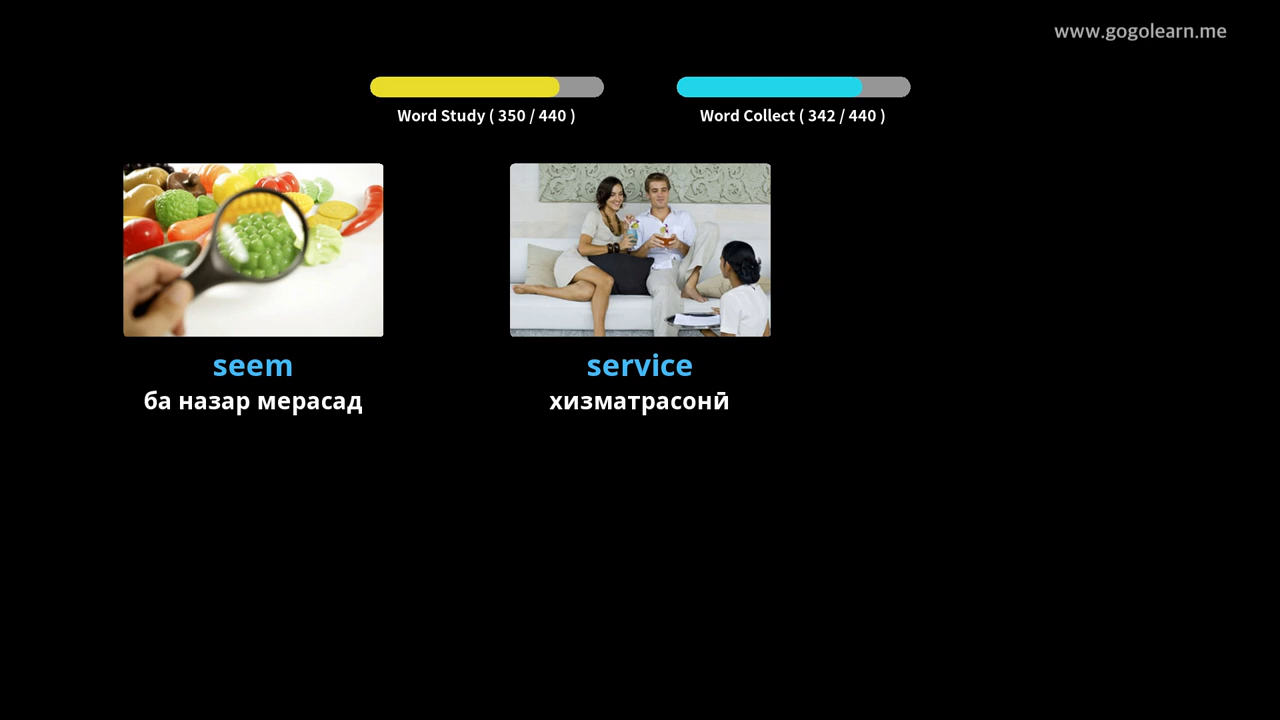 www.gogolearn.me
Word Study ( 350 / 440 )
Word Collect ( 342 / 440 )
seem
ба назар мерасад
service
хизматрасонӣ